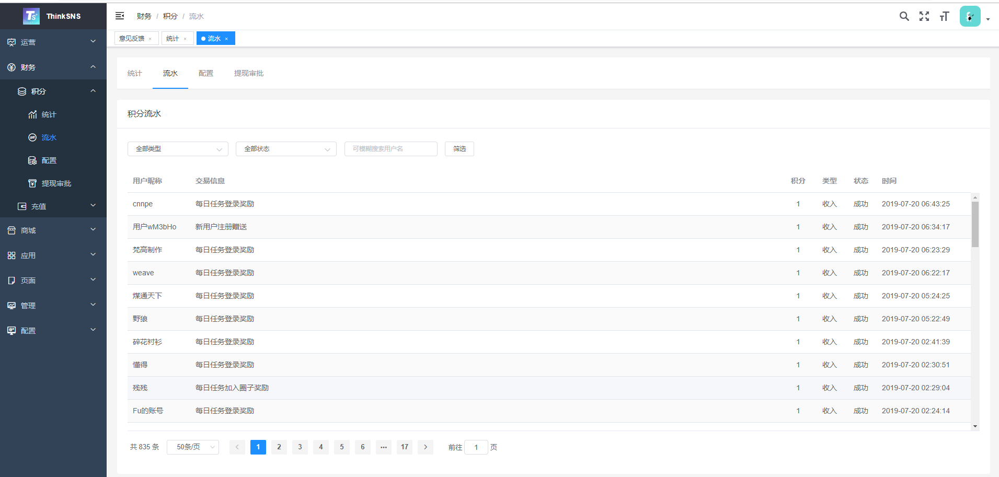 TS ThinkSNS
财务 / 积分 / 流水
意见反馈 × 统计 × 流水 ×
运营
财务
积分
统计
流水
配置
提现审批
充值
商城
应用
页面
管理
配置
统计 流水 配置 提现审批
积分流水
全部类型 全部状态 可模糊搜索用户名 筛选
用户昵称 交易信息 积分 类型 状态 时间
cnnpe 每日任务登录奖励 1 收入 成功 2019-07-20 06:43:25
用户wM3bHo 新用户注册赠送 1 收入 成功 2019-07-20 06:34:17
梵高制作 每日任务登录奖励 1 收入 成功 2019-07-20 06:23:29
weave 每日任务登录奖励 1 收入 成功 2019-07-20 06:22:17
煤通天下 每日任务登录奖励 1 收入 成功 2019-07-20 05:24:25
野狼 每日任务登录奖励 1 收入 成功 2019-07-20 05:22:49
碎花衬衫 每日任务登录奖励 1 收入 成功 2019-07-20 02:41:39
懂得 每日任务登录奖励 1 收入 成功 2019-07-20 02:30:51
残残 每日任务加入圈子奖励 1 收入 成功 2019-07-20 02:29:04
Fu的账号 每日任务登录奖励 1 收入 成功 2019-07-20 02:24:14
共 835 条 50条/页 < 1 2 3 4 5 6 ••• 17 > 前往 1 页